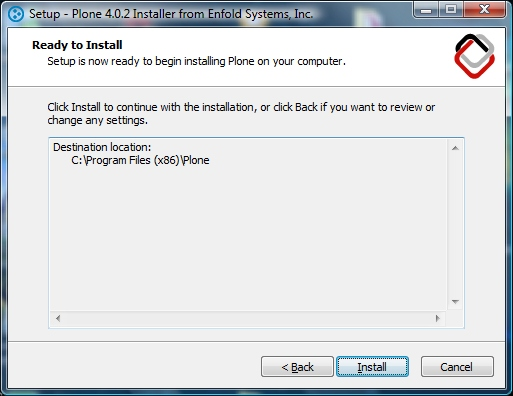 Setup - Plone 4.0.2 Installer from Enfold Systems, Inc.
Ready to Install
Setup is now ready to begin installing Plone on your computer.
Click Install to continue with the installation, or click Back if you want to review or
change any settings.
Destination location:
C:\Program Files (x86)\Plone
< Back
Install
Cancel